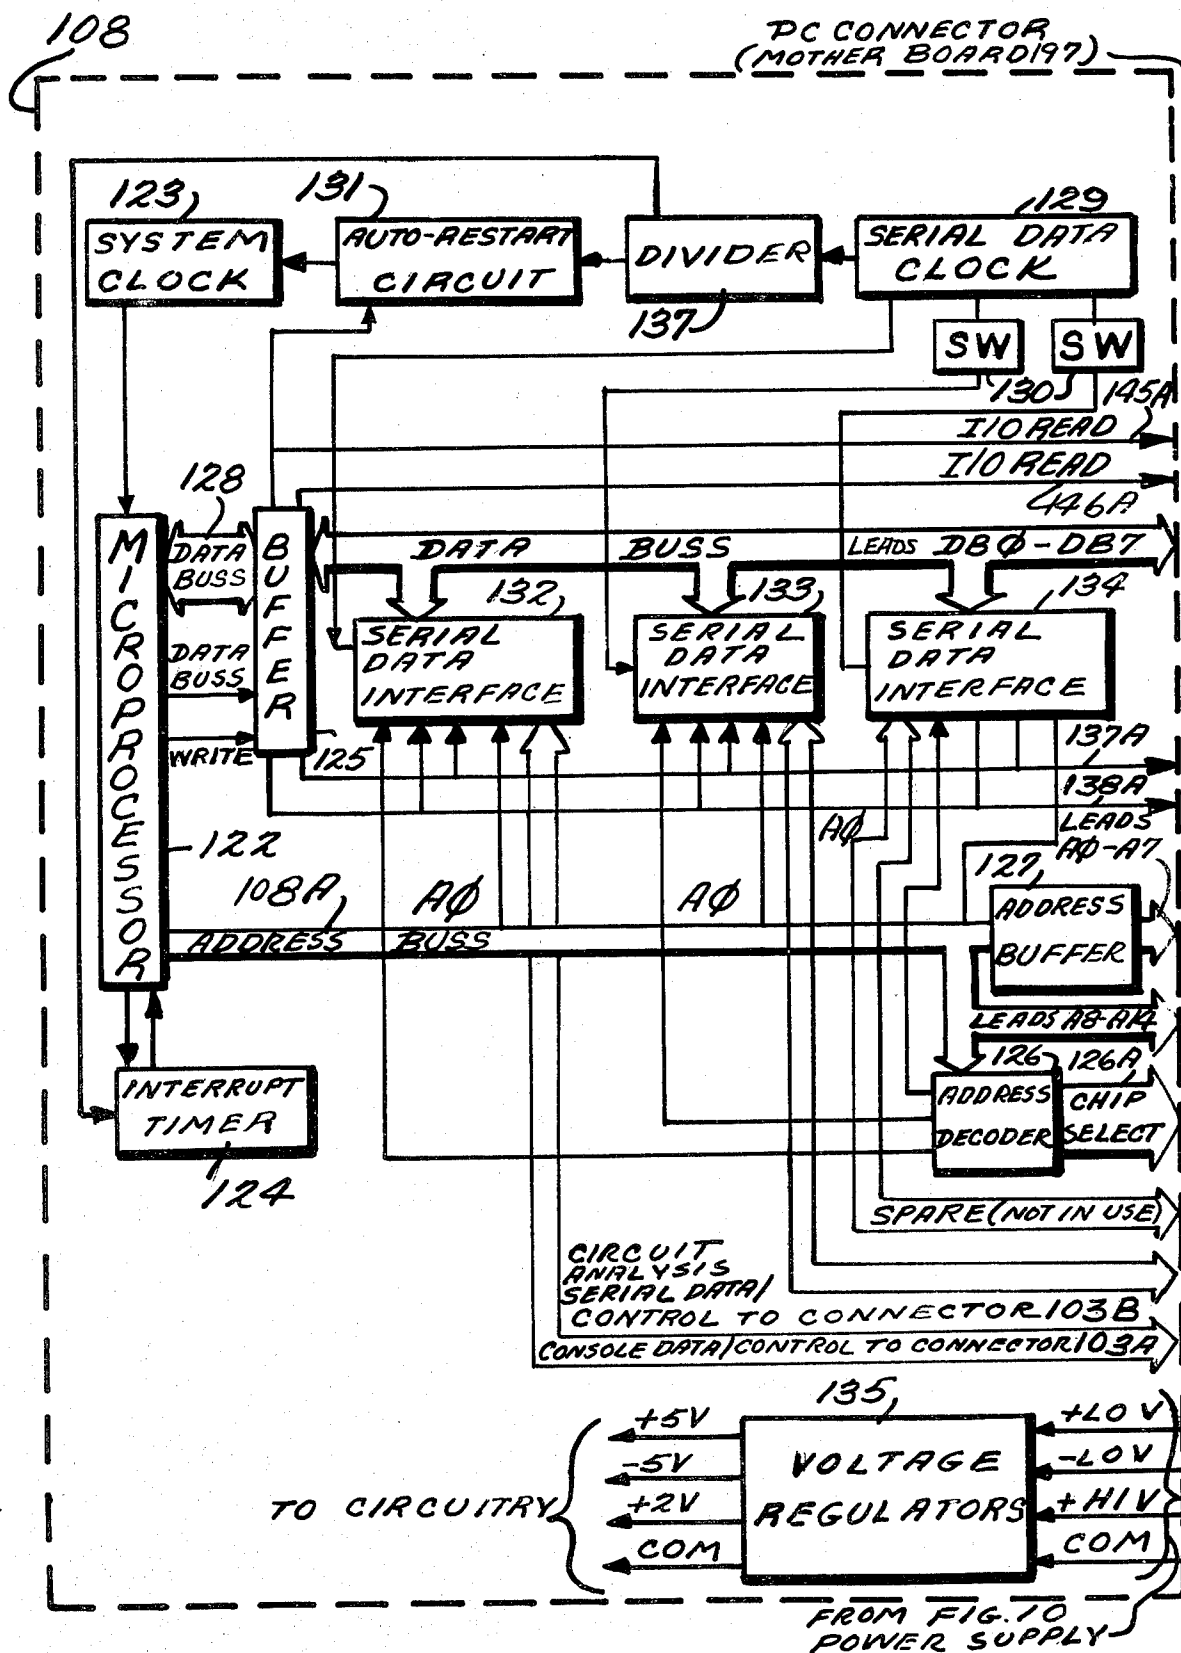 108
PC CONNECTOR
(MOTHER BOARD 197)
123
SYSTEM
CLOCK
131
AUTO-RESTART
CIRCUIT
DIVIDER
137
129
SERIAL DATA
CLOCK
SW
SW
130
145A
I/O READ
I/O READ
446A
128
DATA
BUSS
DATA
BUSS
WRITE
MICROPROCESSOR
122
BUFFER
125
DATA BUSS LEADS DBØ-DB7
132
SERIAL
DATA
INTERFACE
133
SERIAL
DATA
INTERFACE
134
SERIAL
DATA
INTERFACE
137A
138A
AØ
LEADS
AØ-A7
108A
AØ
AØ
ADDRESS BUSS
127
ADDRESS
BUFFER
LEADS A8-A14
126
ADDRESS
DECODER
126A
CHIP
SELECT
INTERRUPT
TIMER
124
SPARE (NOT IN USE)
CIRCUIT
ANALYSIS
SERIAL DATA/
CONTROL TO CONNECTOR 103B
CONSOLE DATA/CONTROL TO CONNECTOR 103A
135
VOLTAGE
REGULATORS
+5V
-5V
+2V
COM
TO CIRCUITRY
+LOV
-LOV
+HIV
COM
FROM FIG. 10
POWER SUPPLY